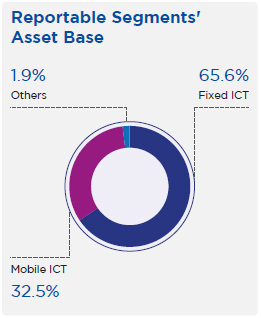 Reportable Segments'
Asset Base
1.9%
Others
65.6%
Fixed ICT
Mobile ICT
32.5%